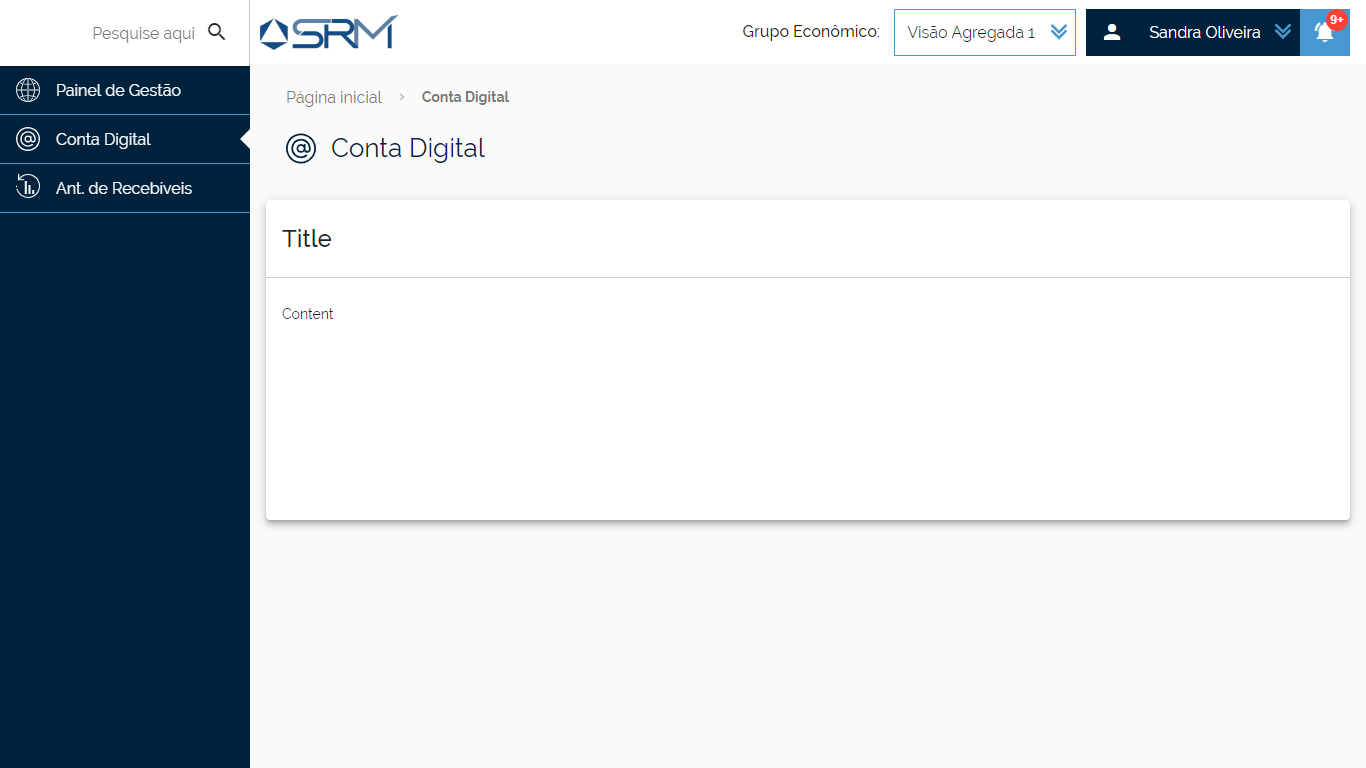 Pesquise aqui
SRM
Grupo Econômico:
Visão Agregada 1
Sandra Oliveira
9+
Painel de Gestão
Conta Digital
Ant. de Recebíveis
Página inicial > Conta Digital
Conta Digital
Title
Content